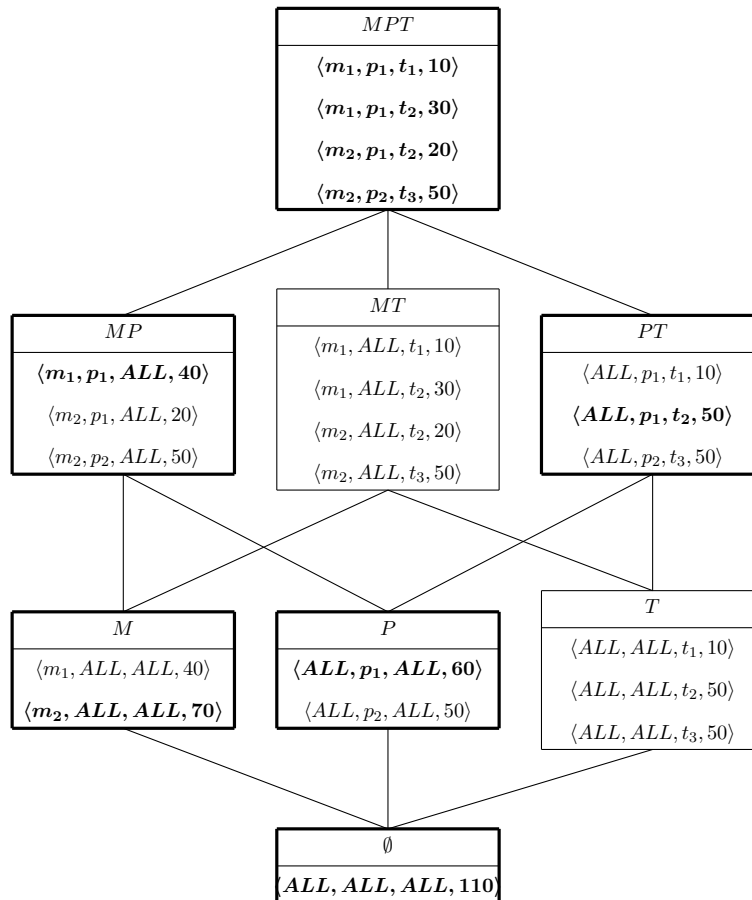 MPT
⟨m₁, p₁, t₁, 10⟩
⟨m₁, p₁, t₂, 30⟩
⟨m₂, p₁, t₂, 20⟩
⟨m₂, p₂, t₃, 50⟩
MP
⟨m₁, p₁, ALL, 40⟩
⟨m₂, p₁, ALL, 20⟩
⟨m₂, p₂, ALL, 50⟩
MT
⟨m₁, ALL, t₁, 10⟩
⟨m₁, ALL, t₂, 30⟩
⟨m₂, ALL, t₂, 20⟩
⟨m₂, ALL, t₃, 50⟩
PT
⟨ALL, p₁, t₁, 10⟩
⟨ALL, p₁, t₂, 50⟩
⟨ALL, p₂, t₃, 50⟩
M
⟨m₁, ALL, ALL, 40⟩
⟨m₂, ALL, ALL, 70⟩
P
⟨ALL, p₁, ALL, 60⟩
⟨ALL, p₂, ALL, 50⟩
T
⟨ALL, ALL, t₁, 10⟩
⟨ALL, ALL, t₂, 50⟩
⟨ALL, ALL, t₃, 50⟩
∅
⟨ALL, ALL, ALL, 110⟩